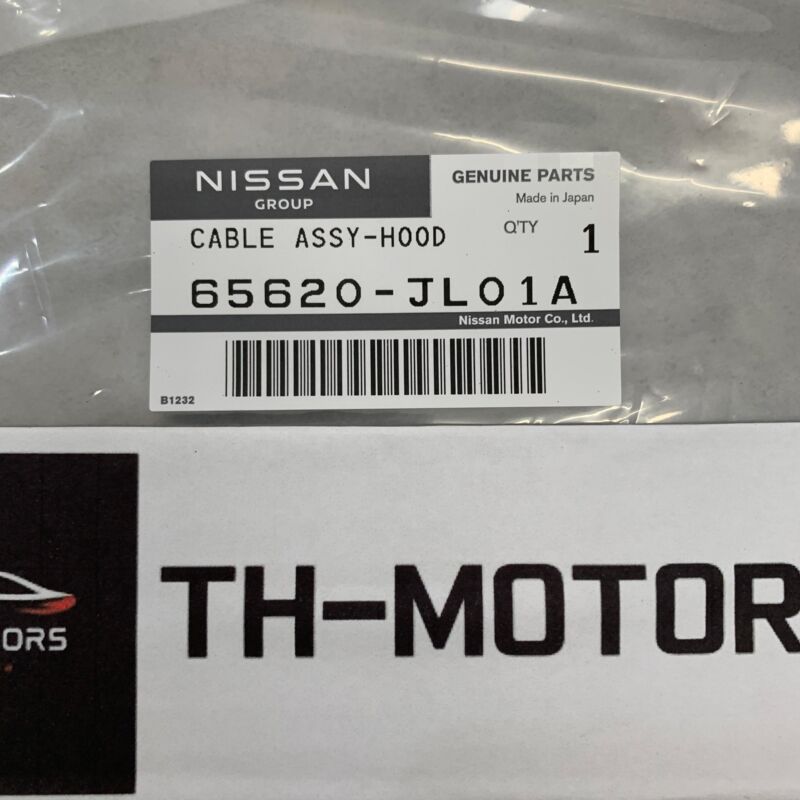 NISSAN
GROUP
GENUINE PARTS
Made in Japan
CABLE ASSY-HOOD
Q'TY 1
65620-JL01A
Nissan Motor Co., Ltd.
B1232
ORS
TH-MOTOR